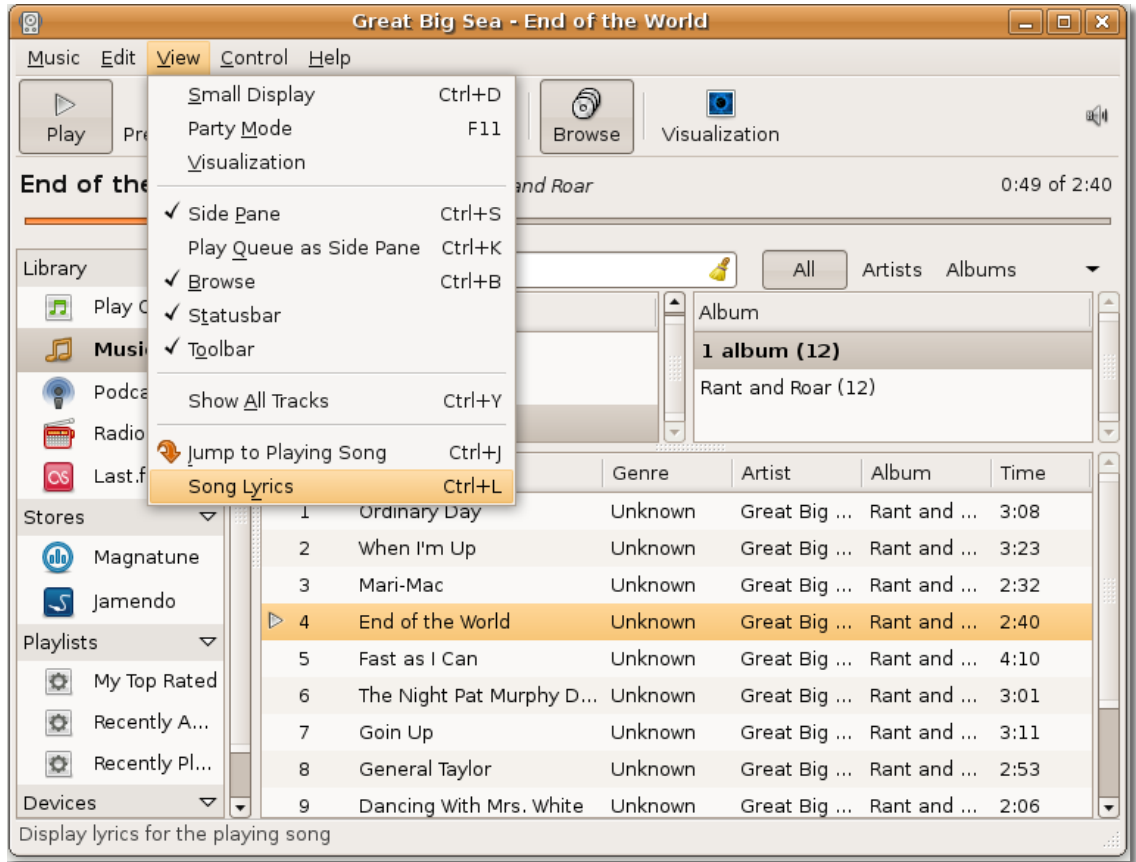 Great Big Sea - End of the World
Music Edit View Control Help
Small Display Ctrl+D
Party Mode F11
Visualization
Side Pane Ctrl+S
Play Queue as Side Pane Ctrl+K
Browse Ctrl+B
Statusbar
Toolbar
Show All Tracks Ctrl+Y
Jump to Playing Song Ctrl+J
Song Lyrics Ctrl+L
Play Pre Browse Visualization
End of the and Roar 0:49 of 2:40
Library All Artists Albums
Play Album
Musi 1 album (12)
Podca Rant and Roar (12)
Radio
Last.f Genre Artist Album Time
Stores
1 Ordinary Day Unknown Great Big ... Rant and ... 3:08
Magnatune
2 When I'm Up Unknown Great Big ... Rant and ... 3:23
Jamendo
3 Mari-Mac Unknown Great Big ... Rant and ... 2:32
4 End of the World Unknown Great Big ... Rant and ... 2:40
Playlists
5 Fast as I Can Unknown Great Big ... Rant and ... 4:10
My Top Rated
6 The Night Pat Murphy D... Unknown Great Big ... Rant and ... 3:01
Recently A...
7 Goin Up Unknown Great Big ... Rant and ... 3:11
Recently Pl...
8 General Taylor Unknown Great Big ... Rant and ... 2:53
Devices
9 Dancing With Mrs. White Unknown Great Big ... Rant and ... 2:06
Display lyrics for the playing song